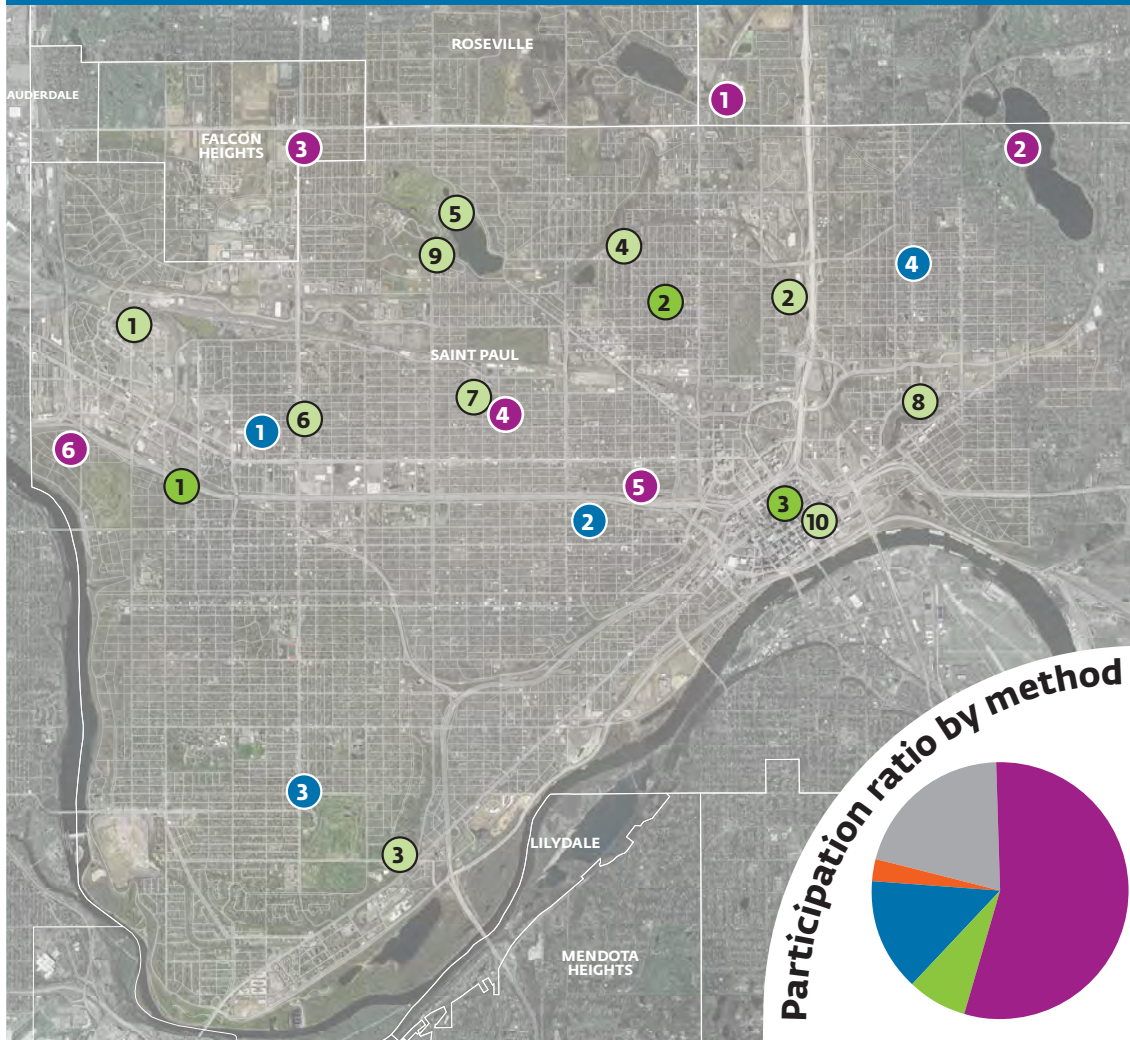 ROSEVILLE
AUDERDALE
1
FALCON
HEIGHTS
3
2
5
4
9
4
2
2
1
SAINT PAUL
7
4
8
6
1
6
1
5
3
2
10
3
3
LILYDALE
MENDOTA
HEIGHTS
Participation ratio by method